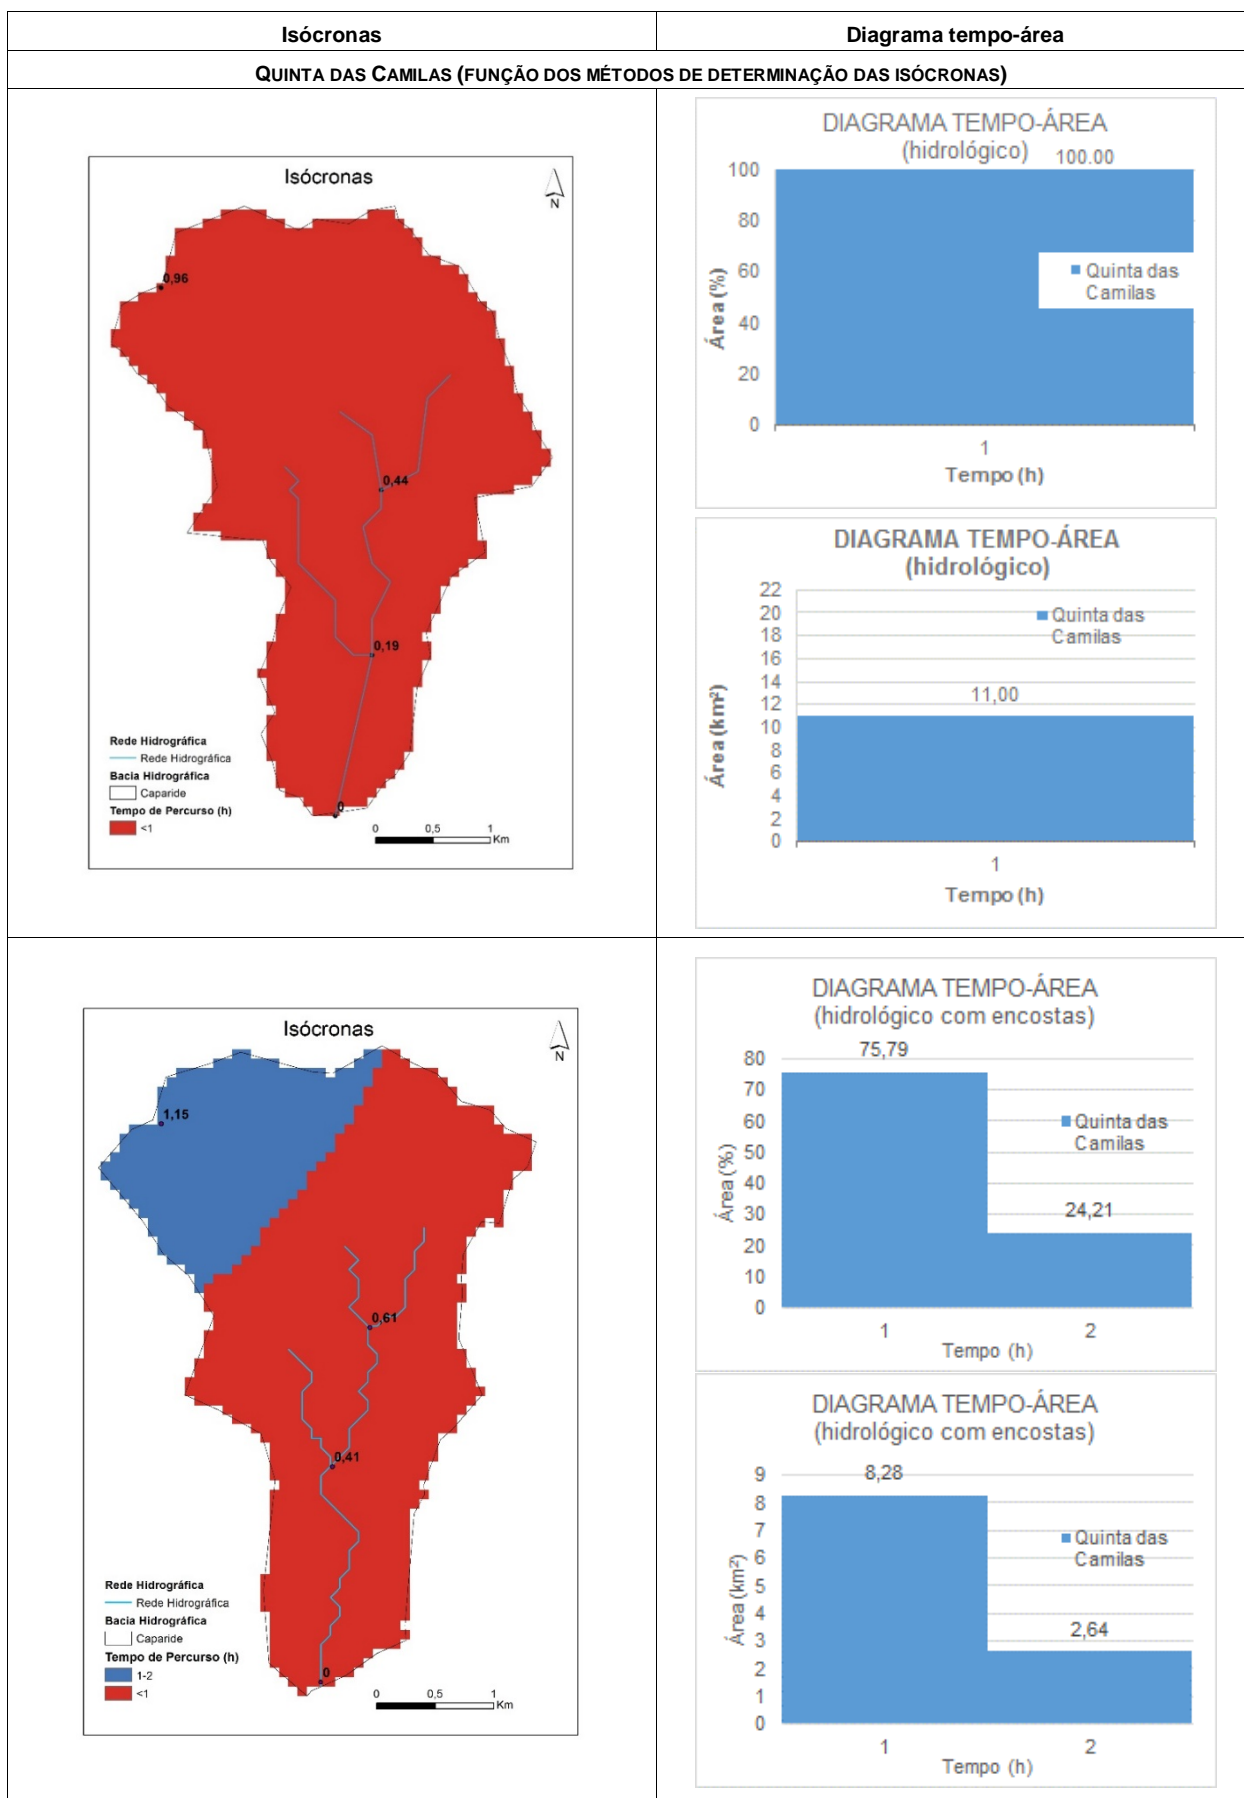 Isócronas
Diagrama tempo-área
QUINTA DAS CAMILAS (FUNÇÃO DOS MÉTODOS DE DETERMINAÇÃO DAS ISÓCRONAS)
Isócronas
N
0,96
0,44
0,19
0
Rede Hidrográfica
Rede Hidrográfica
Bacia Hidrográfica
Caparide
Tempo de Percurso (h)
<1
0 0,5 1
Km
DIAGRAMA TEMPO-ÁREA
(hidrológico)
100.00
100
80
60
40
20
0
Área (%)
Quinta das
Camilas
1
Tempo (h)
DIAGRAMA TEMPO-ÁREA
(hidrológico)
22
20
18
16
14
12
10
8
6
4
2
0
Área (km²)
Quinta das
Camilas
11,00
1
Tempo (h)
Isócronas
N
1,15
0,61
0,41
0
Rede Hidrográfica
Rede Hidrográfica
Bacia Hidrográfica
Caparide
Tempo de Percurso (h)
1-2
<1
0 0,5 1
Km
DIAGRAMA TEMPO-ÁREA
(hidrológico com encostas)
75,79
80
70
60
50
40
30
20
10
0
Área (%)
Quinta das
Camilas
24,21
1 2
Tempo (h)
DIAGRAMA TEMPO-ÁREA
(hidrológico com encostas)
8,28
9
8
7
6
5
4
3
2
1
0
Área (km²)
Quinta das
Camilas
2,64
1 2
Tempo (h)